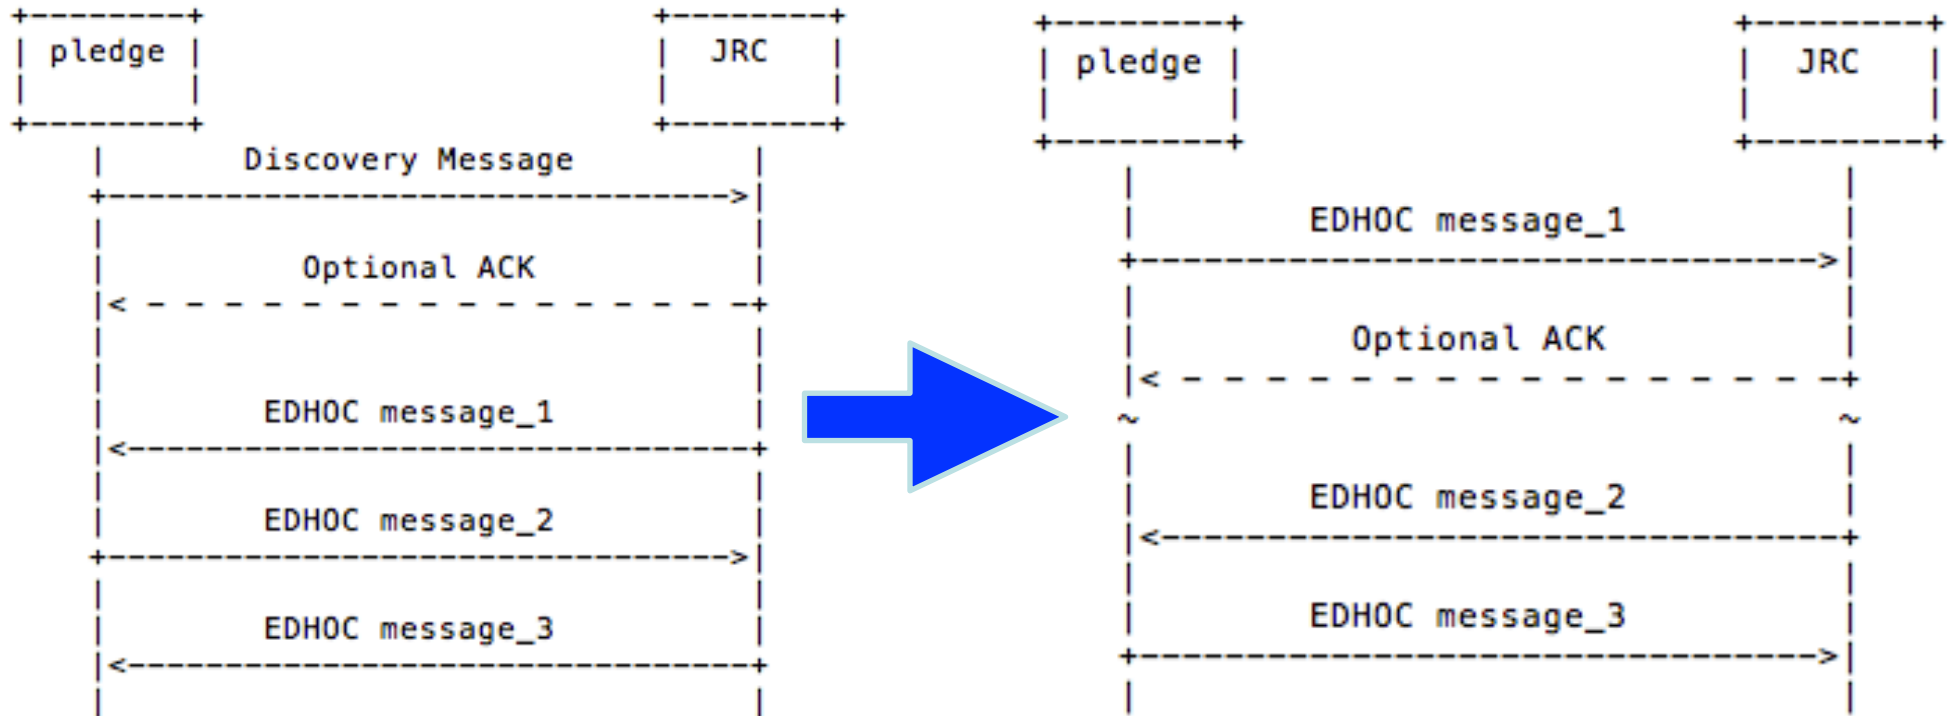 pledge
JRC
Discovery Message
Optional ACK
EDHOC message_1
EDHOC message_2
EDHOC message_3
pledge
JRC
EDHOC message_1
Optional ACK
EDHOC message_2
EDHOC message_3